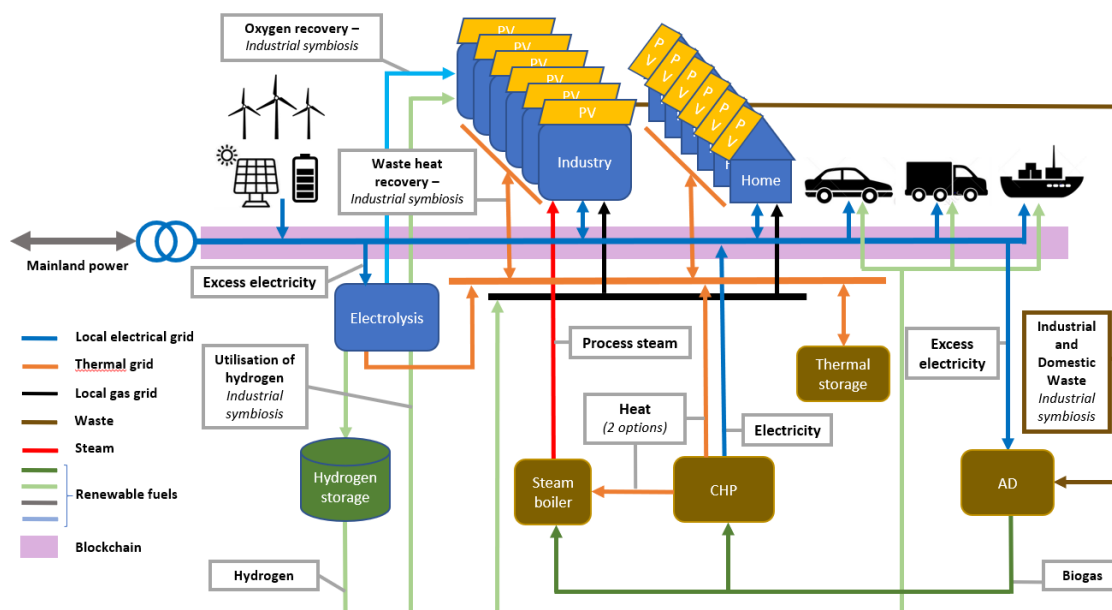 Oxygen recovery –
Industrial symbiosis
PV
PV
PV
PV
PV
PV
Industry
P
V
P
V
P
V
P
V
P
V
P
V
Home
Waste heat
recovery –
Industrial symbiosis
Mainland power
Excess electricity
Electrolysis
Local electrical grid
Thermal grid
Local gas grid
Waste
Steam
Renewable fuels
Blockchain
Utilisation of
hydrogen
Industrial
symbiosis
Hydrogen
storage
Hydrogen
Process steam
Heat
(2 options)
Electricity
Steam
boiler
CHP
Thermal
storage
Excess
electricity
Industrial
and
Domestic
Waste
Industrial
symbiosis
AD
Biogas